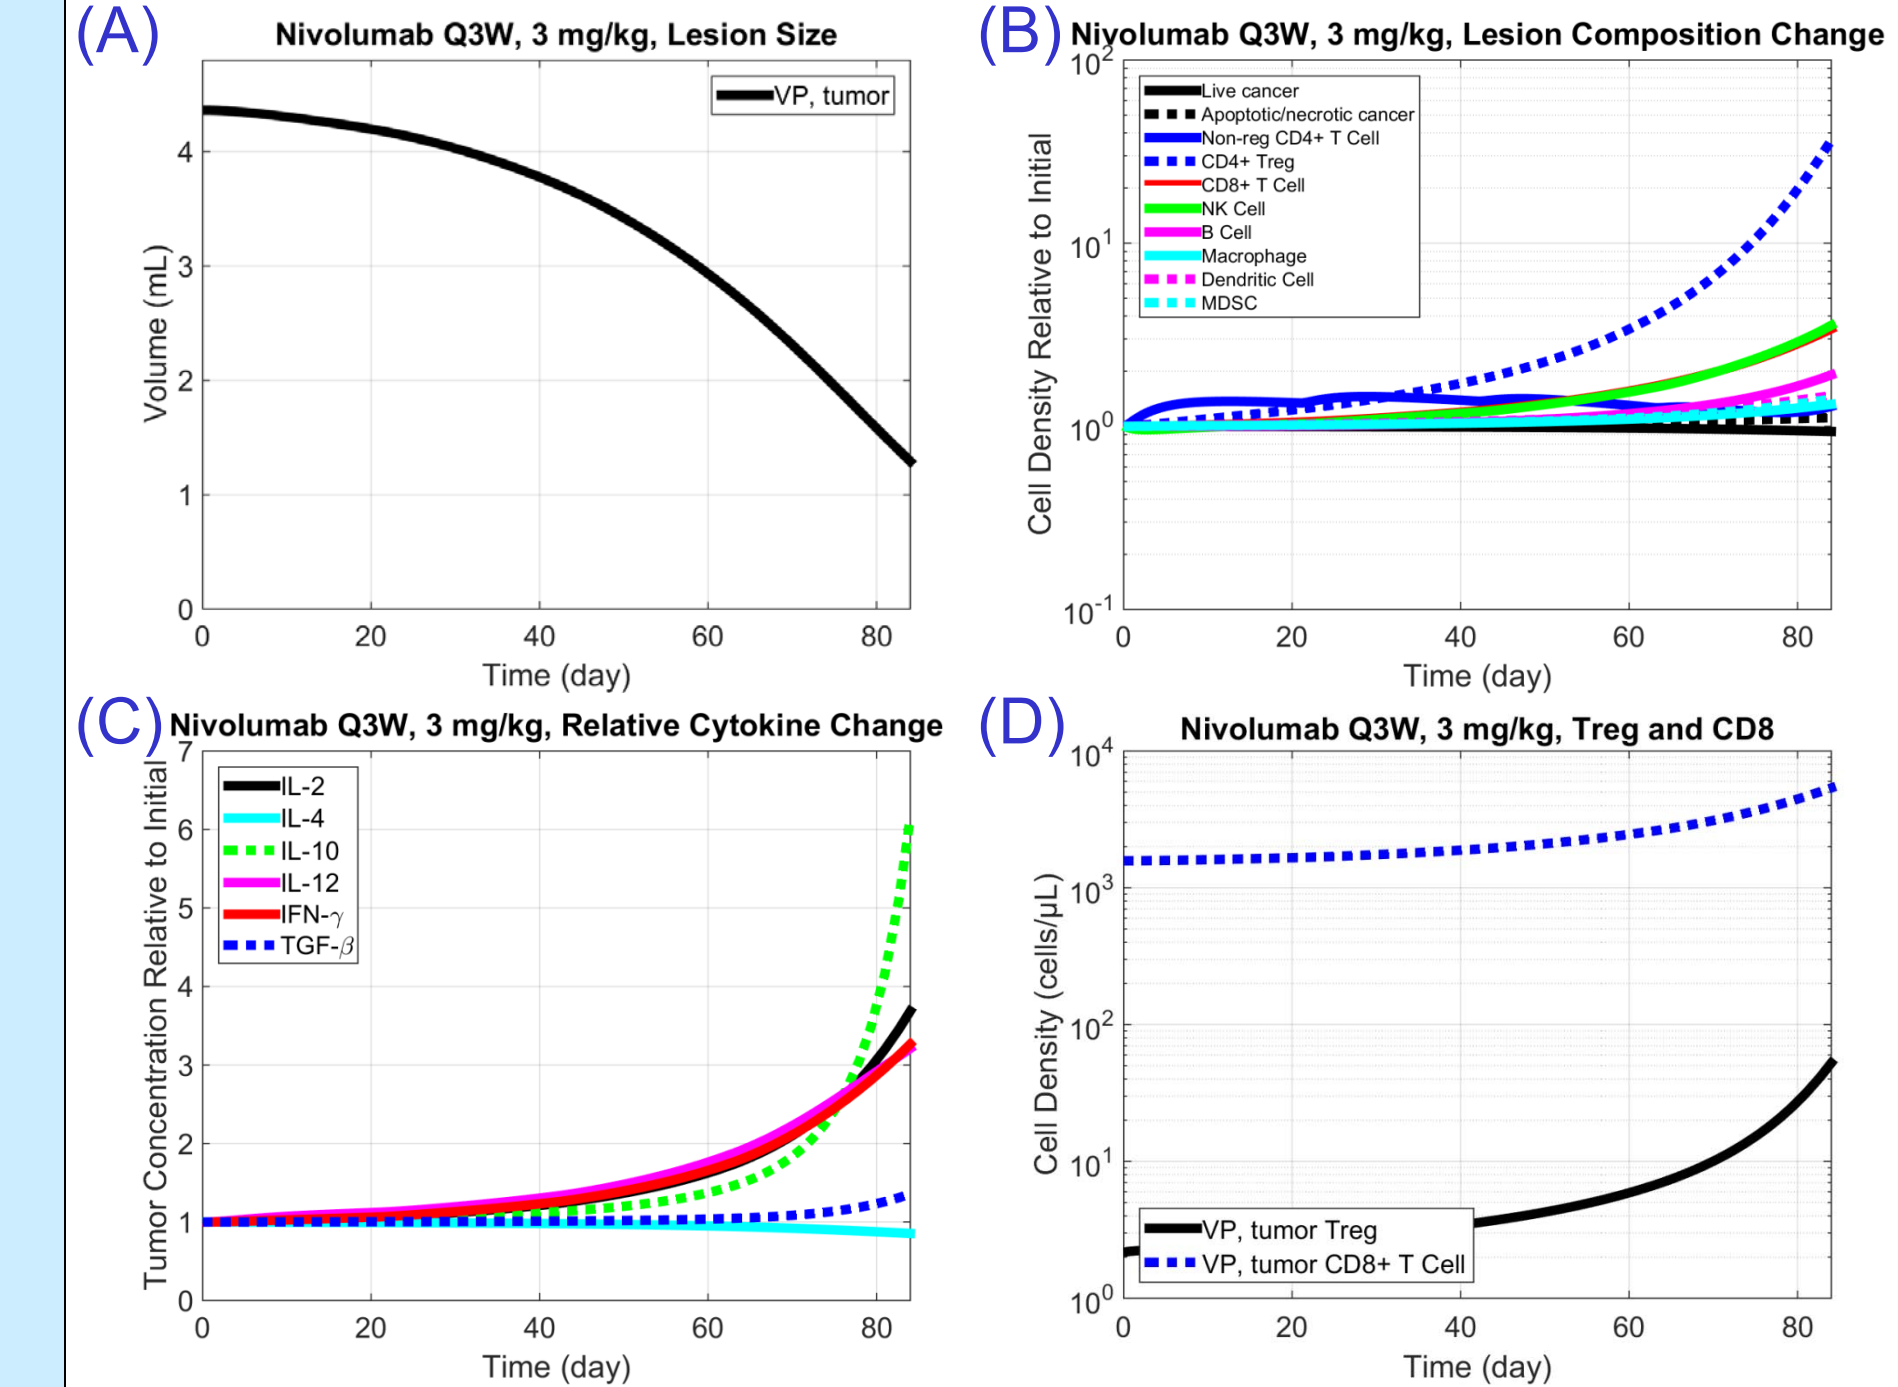 (A)
Nivolumab Q3W, 3 mg/kg, Lesion Size
VP, tumor
Volume (mL)
4
3
2
1
0
0 20 40 60 80
Time (day)
(B)
Nivolumab Q3W, 3 mg/kg, Lesion Composition Change
Live cancer
Apoptotic/necrotic cancer
Non-reg CD4+ T Cell
CD4+ Treg
CD8+ T Cell
NK Cell
B Cell
Macrophage
Dendritic Cell
MDSC
Cell Density Relative to Initial
10^2
10^1
10^0
10^-1
0 20 40 60 80
Time (day)
(C)
Nivolumab Q3W, 3 mg/kg, Relative Cytokine Change
IL-2
IL-4
IL-10
IL-12
IFN-γ
TGF-β
Tumor Concentration Relative to Initial
7
6
5
4
3
2
1
0
0 20 40 60 80
Time (day)
(D)
Nivolumab Q3W, 3 mg/kg, Treg and CD8
Cell Density (cells/μL)
10^4
10^3
10^2
10^1
10^0
VP, tumor Treg
VP, tumor CD8+ T Cell
0 20 40 60 80
Time (day)